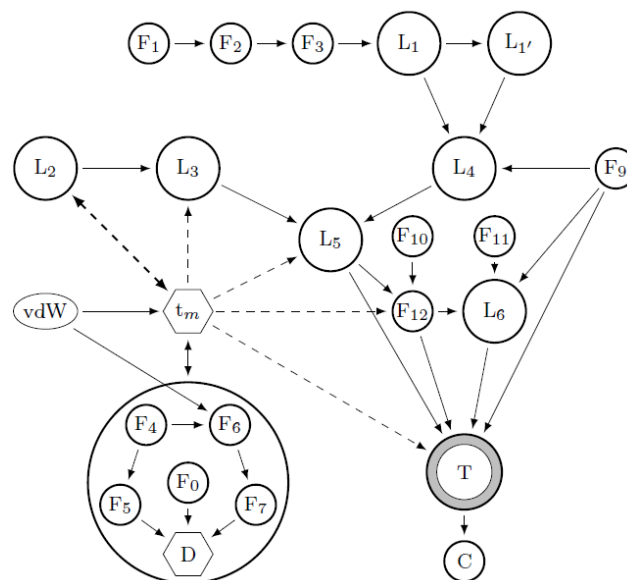 F₁ F₂ F₃ L₁ L₁′
L₂ L₃ L₄ F₉
L₅ F₁₀ F₁₁
vdW tₘ F₁₂ L₆
F₄ F₆
F₀ T
F₅ F₇
D C